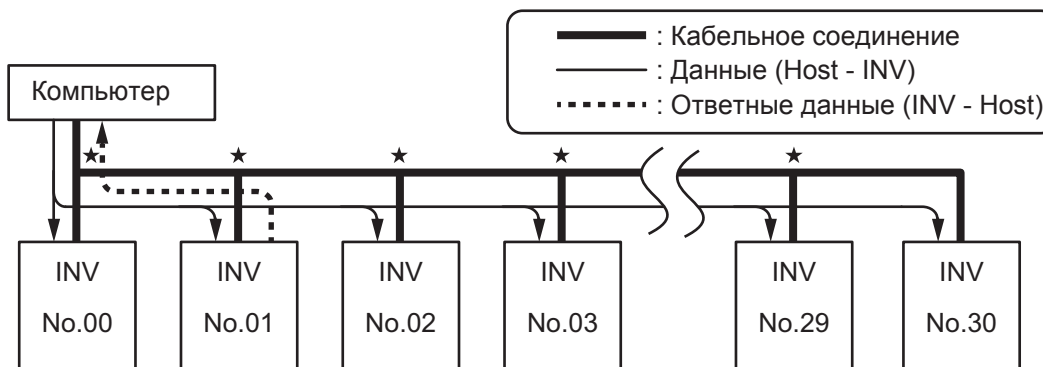 : Кабельное соединение
: Данные (Host - INV)
: Ответные данные (INV - Host)
Компьютер
★ ★ ★ ★ ★
INV INV INV INV INV INV
No.00 No.01 No.02 No.03 No.29 No.30